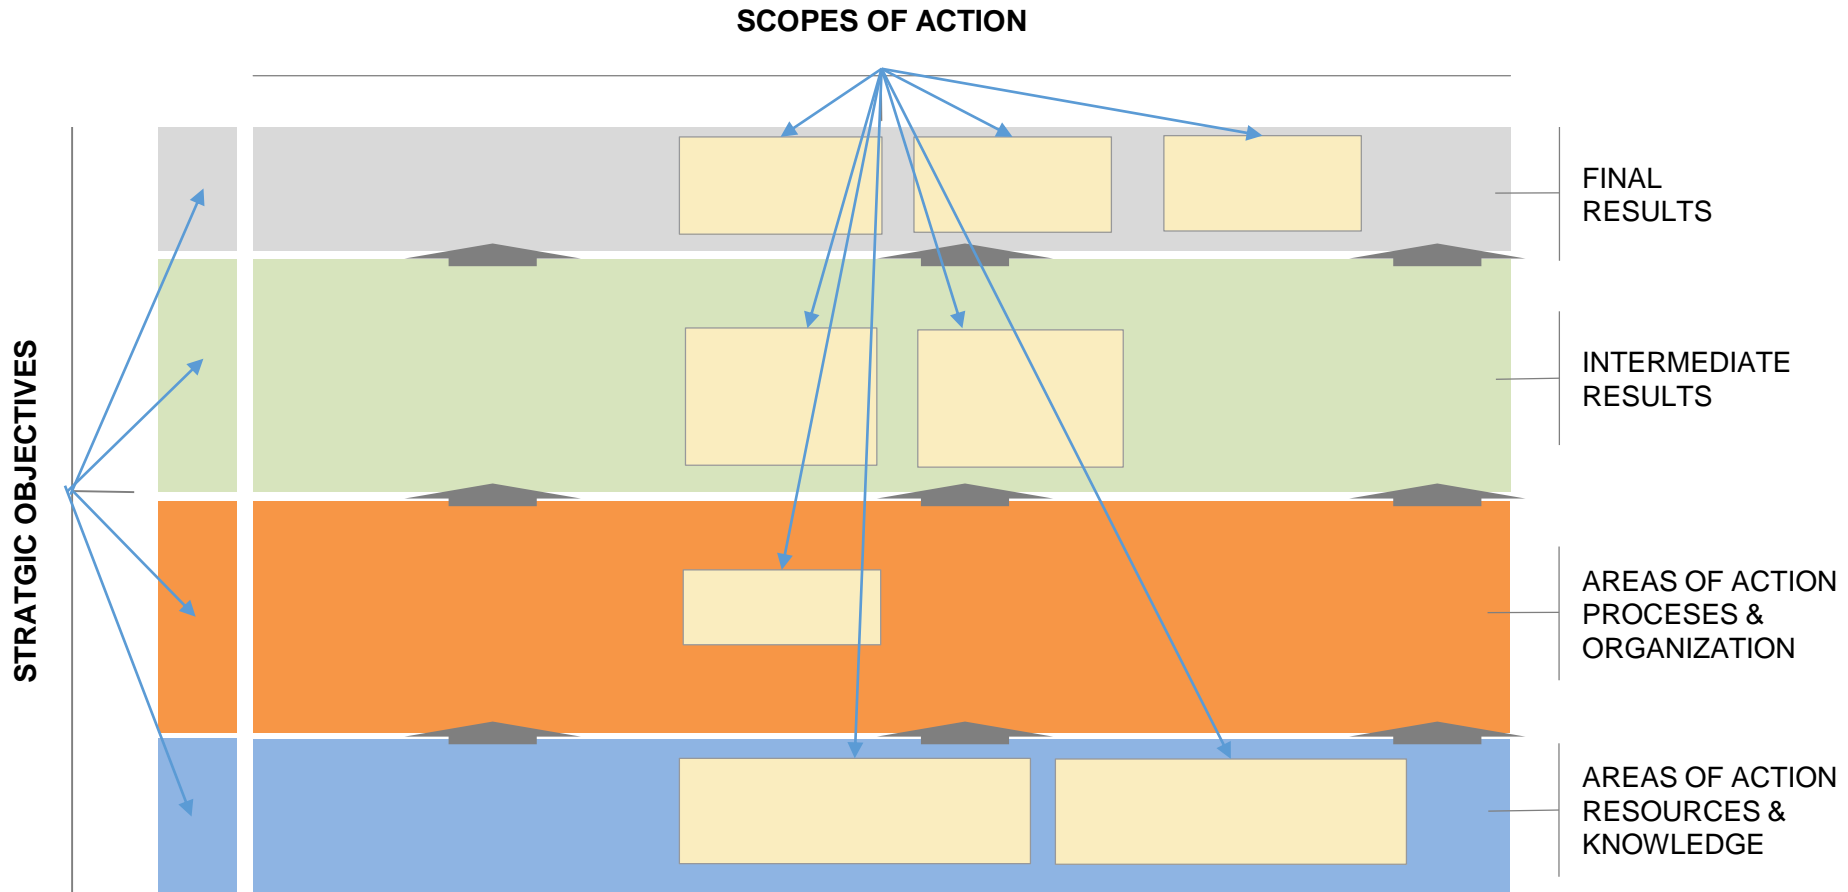 SCOPES OF ACTION
STRATGIC OBJECTIVES
FINAL
RESULTS
INTERMEDIATE
RESULTS
AREAS OF ACTION
PROCESES &
ORGANIZATION
AREAS OF ACTION
RESOURCES &
KNOWLEDGE